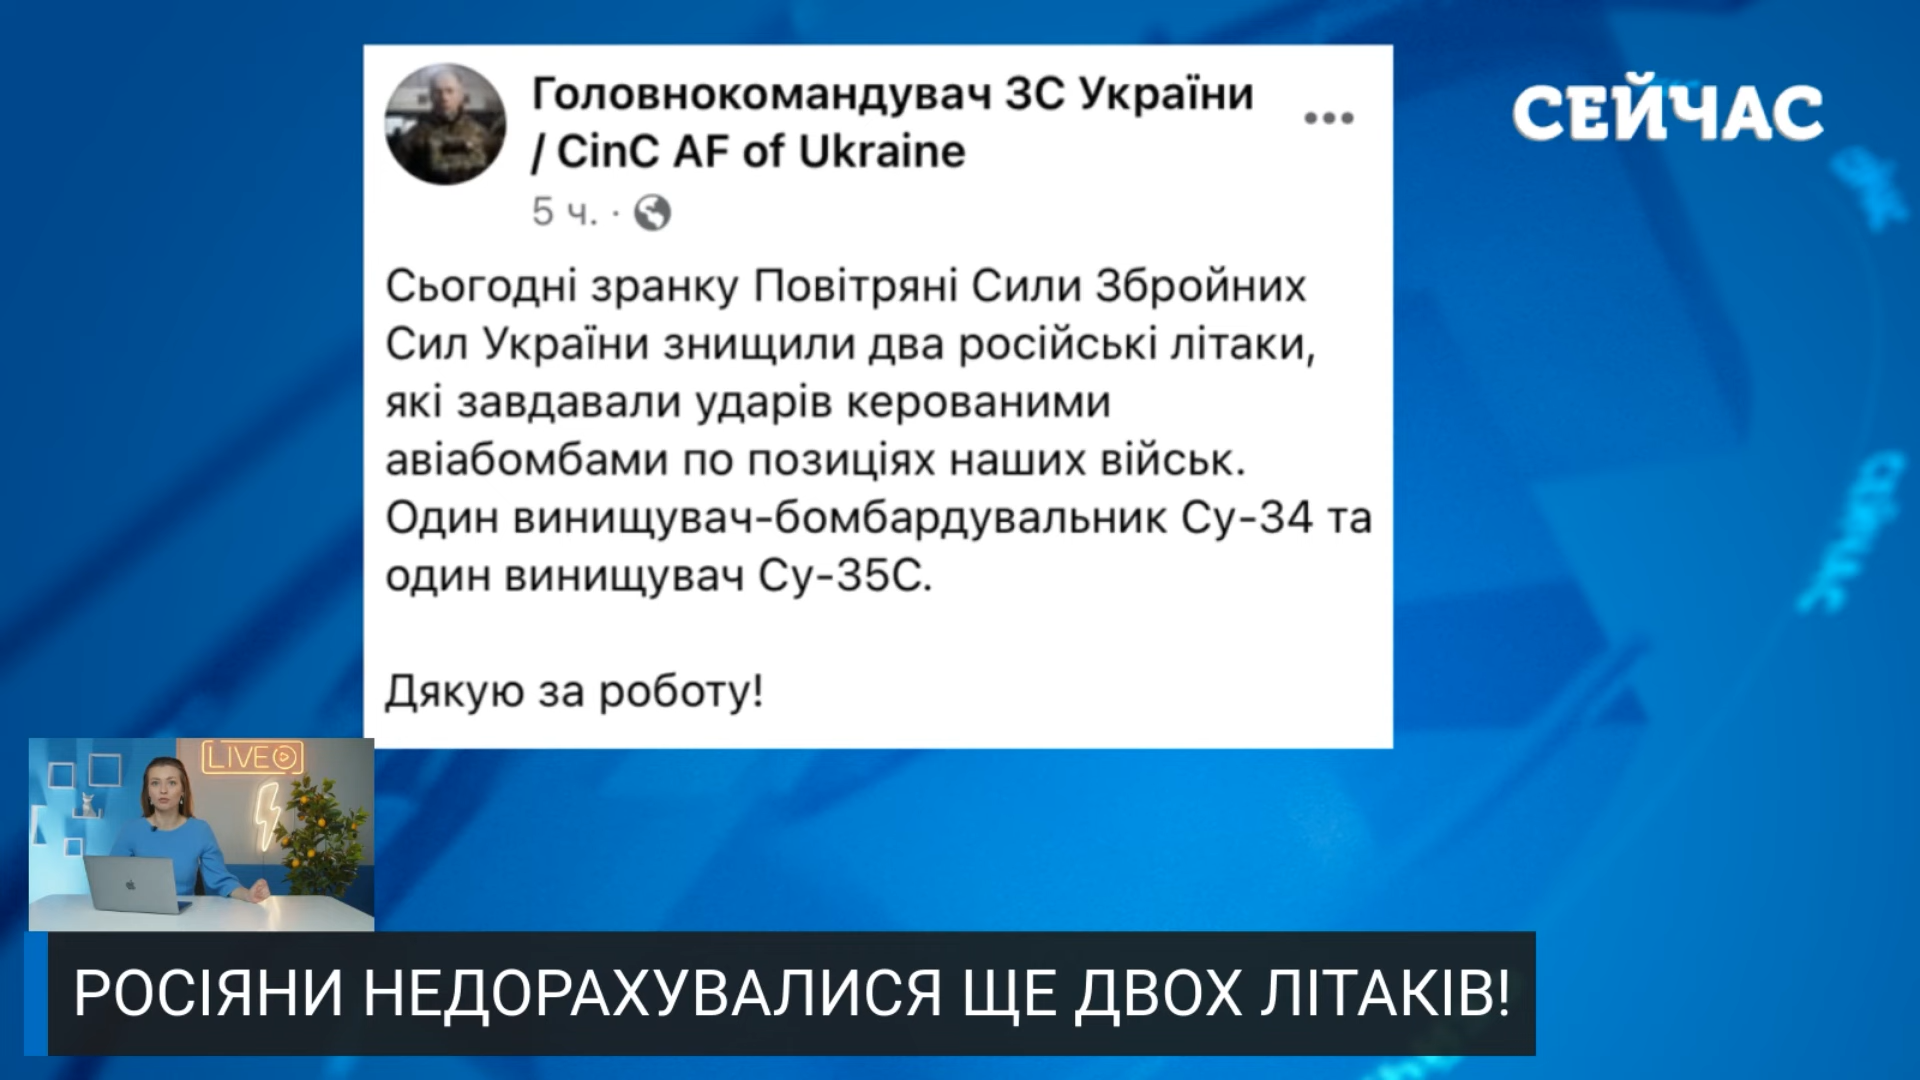 Головнокомандувач ЗС України
/ CinC AF of Ukraine
5 ч. ·
СЕЙЧАС
Сьогодні зранку Повітряні Сили Збройних
Сил України знищили два російські літаки,
які завдавали ударів керованими
авіабомбами по позиціях наших військ.
Один винищувач-бомбардувальник Су-34 та
один винищувач Су-35С.
Дякую за роботу!
LIVE
РОСІЯНИ НЕДОРАХУВАЛИСЯ ЩЕ ДВОХ ЛІТАКІВ!